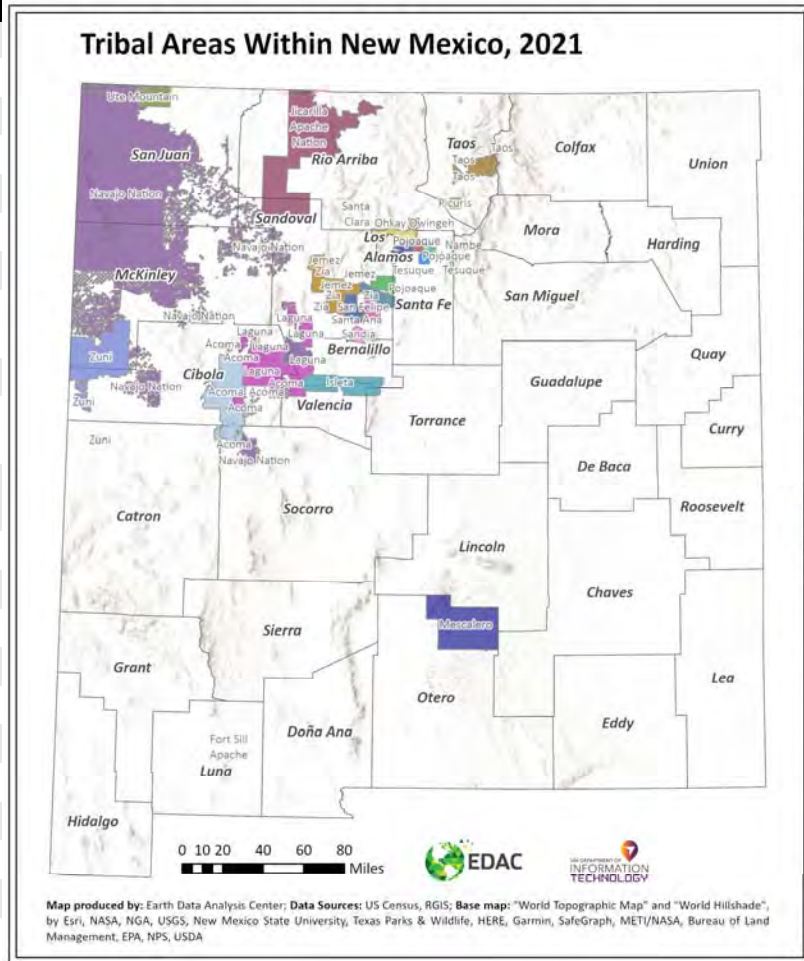 Tribal Areas Within New Mexico, 2021
Ute Mountain
Jicarilla
Apache
Nation
San Juan
Rio Arriba
Taos
Taos
Taos
Taos
Colfax
Union
Navajo Nation
Sandoval
Santa
Clara
Ohkay Owingeh
Picuris
Mora
Harding
Los
Alamos
Pojoaque
Nambe
Pojoaque
Tesuque
Tesuque
Navajo Nation
McKinley
Jemez
Zia
Jemez
Jemez
Zia
Zia
Pojoaque
San Felipe
Santa Fe
San Miguel
Santa Ana
Sandia
Navajo Nation
Laguna
Laguna
Laguna
Laguna
Laguna
Acoma
Acoma
Bernalillo
Quay
Zuni
Cibola
Navajo Nation
Acoma
Isleta
Guadalupe
Zuni
Acoma
Acoma
Acoma
Valencia
Torrance
Curry
Zuni
Acoma
Navajo Nation
De Baca
Catron
Socorro
Roosevelt
Lincoln
Chaves
Sierra
Mescalero
Grant
Otero
Lea
Doña Ana
Eddy
Fort Sill
Apache
Luna
Hidalgo
0 10 20 40 60 80
Miles
EDAC
NM DEPARTMENT OF
INFORMATION
TECHNOLOGY
Map produced by: Earth Data Analysis Center; Data Sources: US Census, RGIS; Base map: "World Topographic Map" and "World Hillshade",
by Esri, NASA, NGA, USGS, New Mexico State University, Texas Parks & Wildlife, HERE, Garmin, SafeGraph, METI/NASA, Bureau of Land
Management, EPA, NPS, USDA